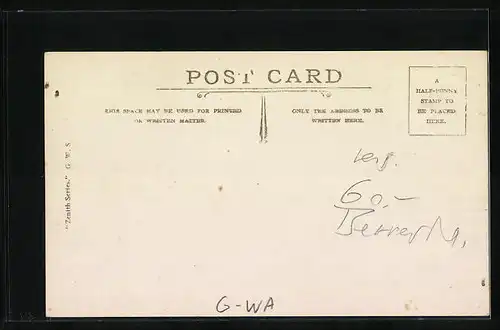 POST CARD
THIS SPACE MAY BE USED FOR PRINTED
OR WRITTEN MATTER.
ONLY THE ADDRESS TO BE
WRITTEN HERE.
A
HALF-PENNY
STAMP TO
BE PLACED
HERE.
"Zenith Series," G. W. S
60.-
G-WA